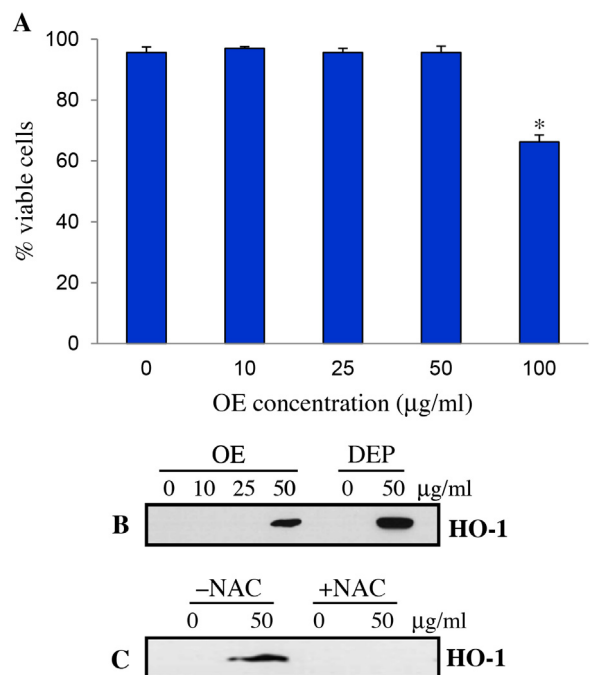 A
100
80
60
40
20
0
% viable cells
*
0 10 25 50 100
OE concentration (μg/ml)
OE DEP
0 10 25 50 0 50 μg/ml
B HO-1
–NAC +NAC
0 50 0 50 μg/ml
C HO-1